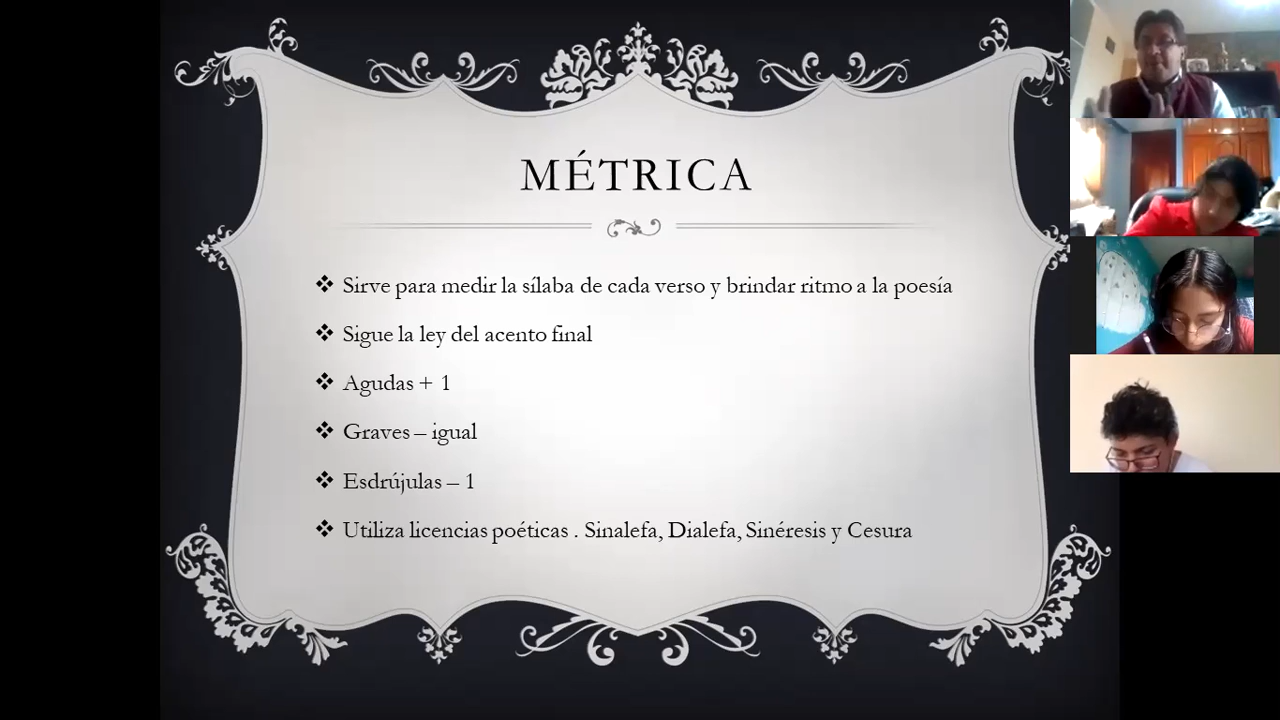 MÉTRICA
Sirve para medir la sílaba de cada verso y brindar ritmo a la poesía
Sigue la ley del acento final
Agudas + 1
Graves – igual
Esdrújulas – 1
Utiliza licencias poéticas . Sinalefa, Dialefa, Sinéresis y Cesura